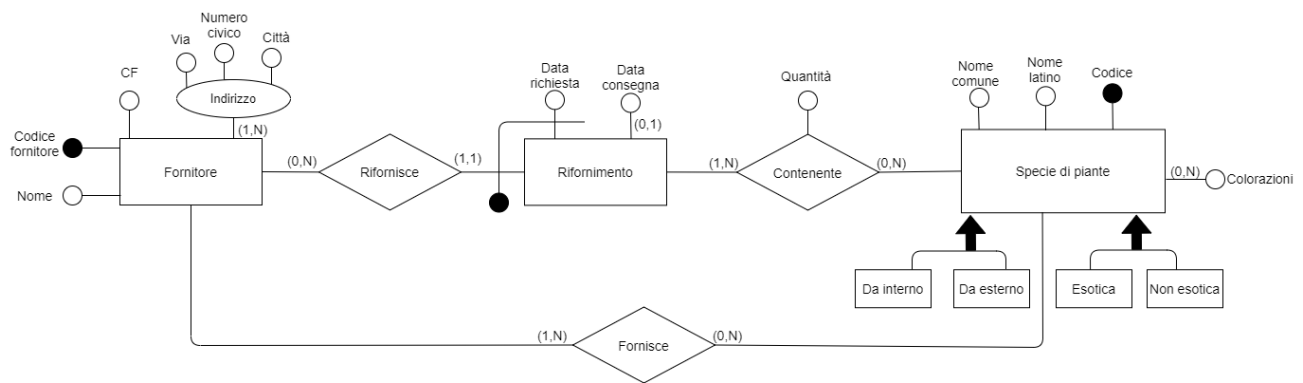 Numero
civico
Via
Città
CF
Indirizzo
(1,N)
Codice
fornitore
Nome
Fornitore
(0,N)
Rifornisce
(1,1)
Data
richiesta
Data
consegna
(0,1)
Rifornimento
(1,N)
Quantità
Contenente
(0,N)
Nome
comune
Nome
latino
Codice
Specie di piante
(0,N)
Colorazioni
Da interno
Da esterno
Esotica
Non esotica
(1,N)
Fornisce
(0,N)